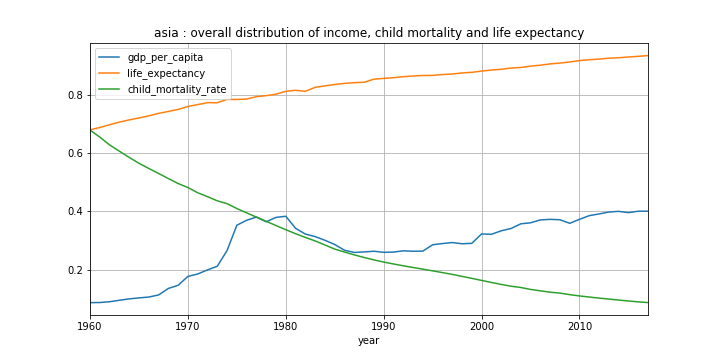 asia : overall distribution of income, child mortality and life expectancy
gdp_per_capita
life_expectancy
child_mortality_rate
0.8
0.6
0.4
0.2
1960 1970 1980 1990 2000 2010
year